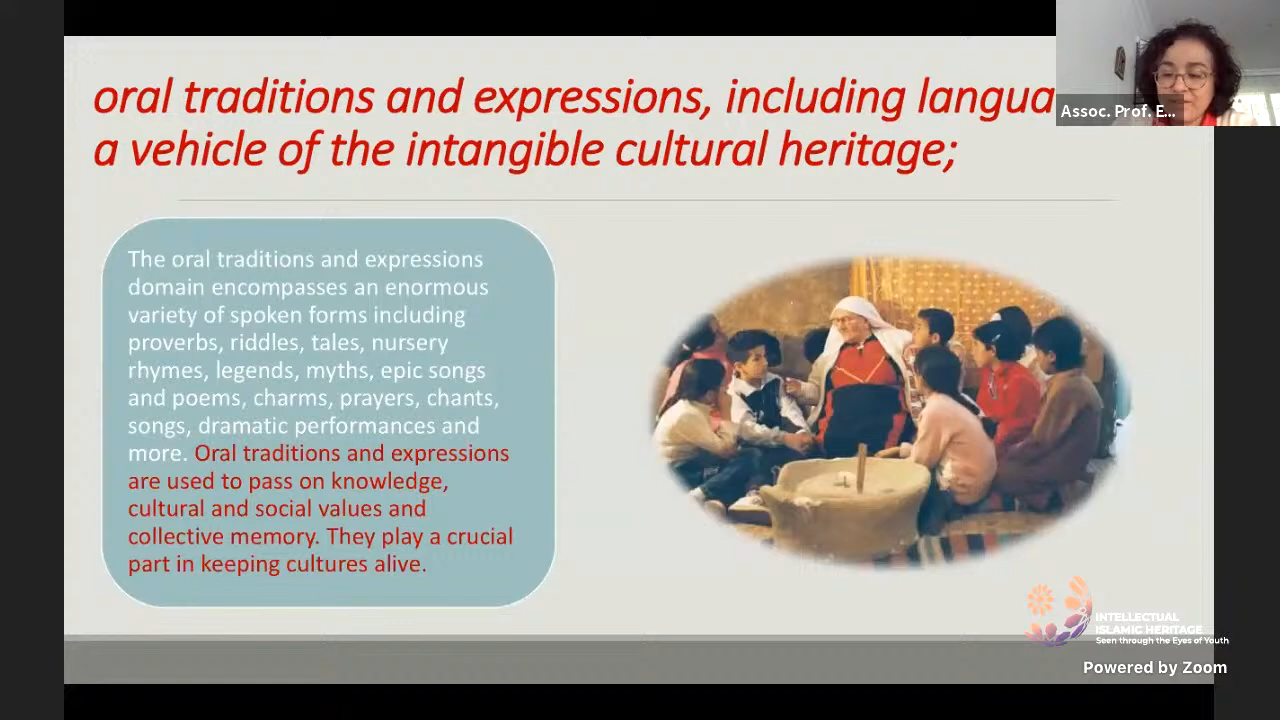 oral traditions and expressions, including langua
a vehicle of the intangible cultural heritage;
Assoc. Prof. E...
The oral traditions and expressions
domain encompasses an enormous
variety of spoken forms including
proverbs, riddles, tales, nursery
rhymes, legends, myths, epic songs
and poems, charms, prayers, chants,
songs, dramatic performances and
more. Oral traditions and expressions
are used to pass on knowledge,
cultural and social values and
collective memory. They play a crucial
part in keeping cultures alive.
INTELLECTUAL
ISLAMIC HERITAGE
Seen through the Eyes of Youth
Powered by Zoom